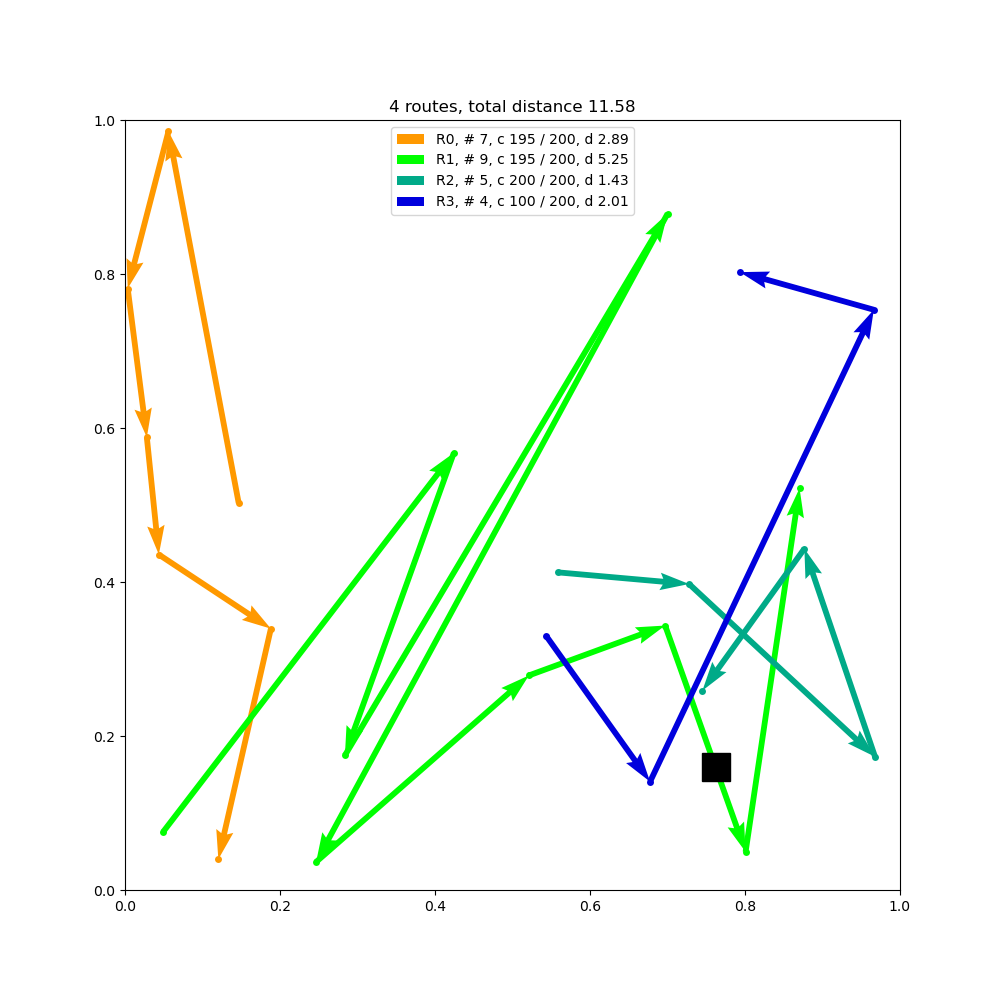 4 routes, total distance 11.58
R0, # 7, c 195 / 200, d 2.89
R1, # 9, c 195 / 200, d 5.25
R2, # 5, c 200 / 200, d 1.43
R3, # 4, c 100 / 200, d 2.01
1.0
0.8
0.6
0.4
0.2
0.0
0.0 0.2 0.4 0.6 0.8 1.0